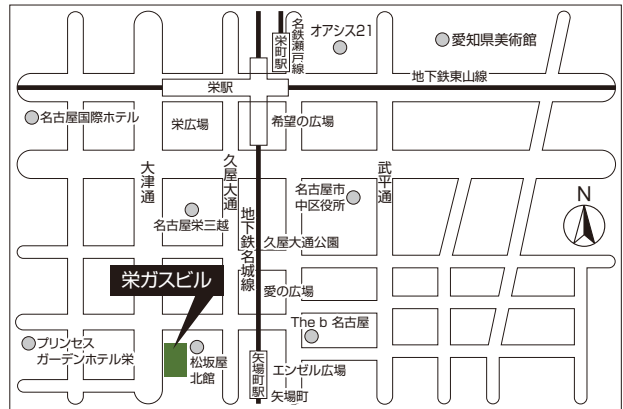 名鉄瀬戸線
栄町駅
オアシス21
愛知県美術館
地下鉄東山線
栄駅
名古屋国際ホテル
栄広場
希望の広場
大津通
久屋大通
武平通
名古屋市
中区役所
N
名古屋栄三越
地下鉄名城線
久屋大通公園
栄ガスビル
愛の広場
The b 名古屋
プリンセス
ガーデンホテル栄
松坂屋
北館
矢場町駅
エンゼル広場
矢場町